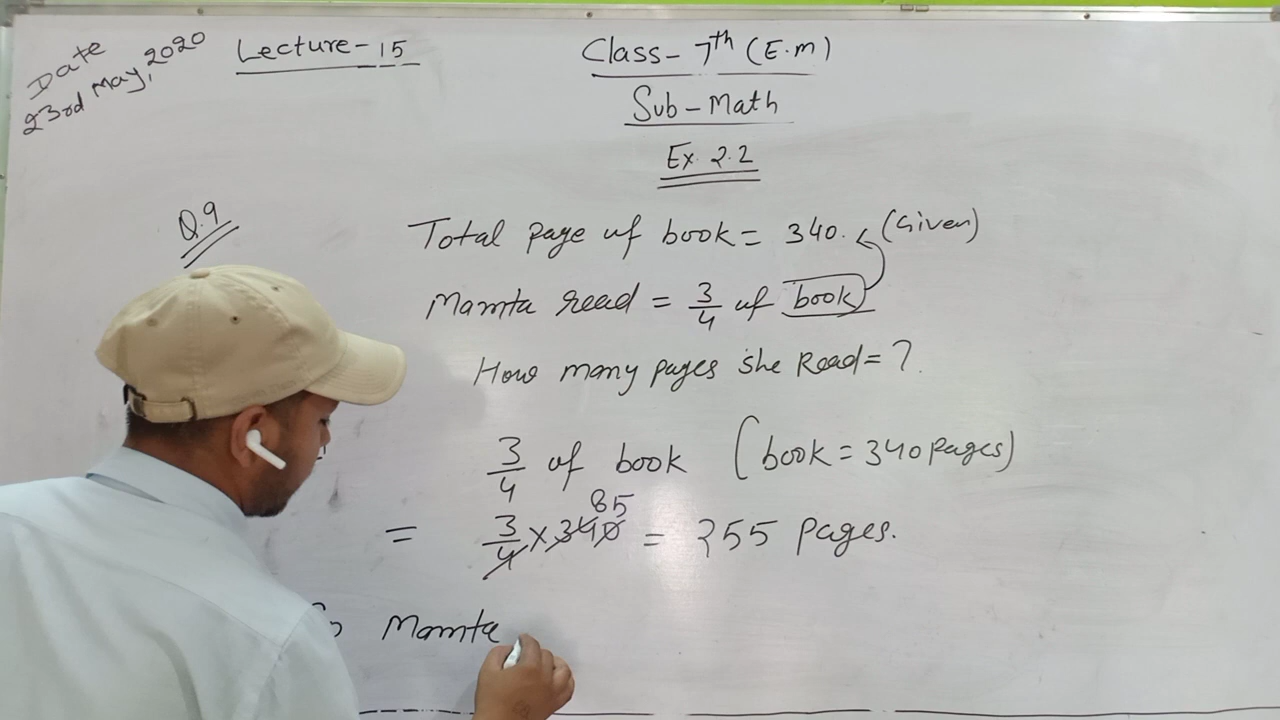 Date
23rd May, 2020
Lecture-15
Class- 7th (E.m)
Sub-Math
Ex. 2.2
Q.9
Total page of book = 340. (Given)
Mamta read = 3/4 of book
How many pages she Read = ?
3/4 of book (book = 340 pages)
85
= 3/4 × 340 = 255 pages.
Mamta